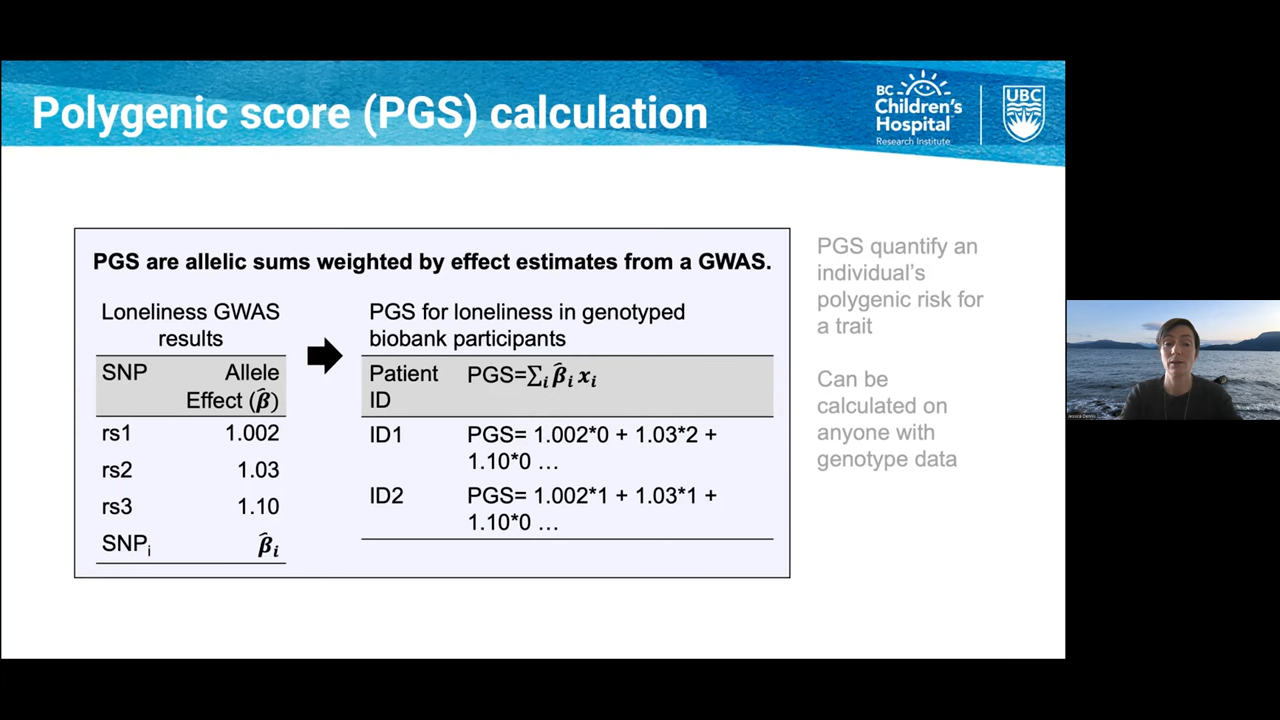 Polygenic score (PGS) calculation
BC
Children's
Hospital
Research Institute
UBC
PGS are allelic sums weighted by effect estimates from a GWAS.
Loneliness GWAS
results
SNP Allele
Effect (β̂)
rs1 1.002
rs2 1.03
rs3 1.10
SNPᵢ β̂ᵢ
PGS for loneliness in genotyped
biobank participants
Patient PGS=∑ᵢ β̂ᵢ xᵢ
ID
ID1 PGS= 1.002*0 + 1.03*2 +
1.10*0 …
ID2 PGS= 1.002*1 + 1.03*1 +
1.10*0 …
PGS quantify an
individual's
polygenic risk for
a trait
Can be
calculated on
anyone with
genotype data
Jessica Dennis